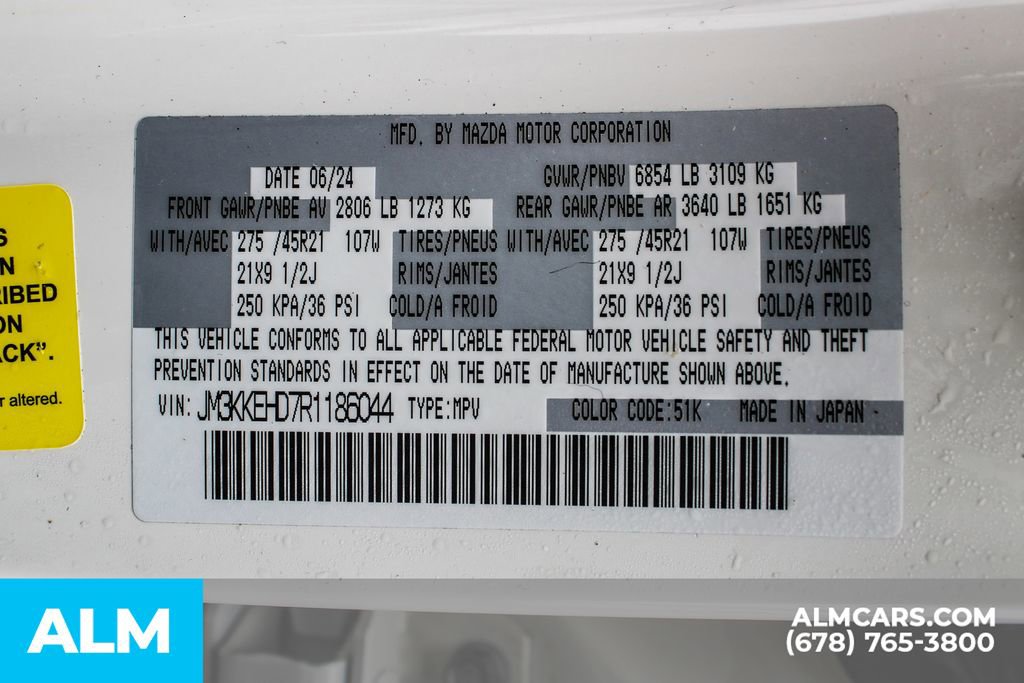 MFD. BY MAZDA MOTOR CORPORATION
DATE 06/24 GVWR/PNBV 6854 LB 3109 KG
FRONT GAWR/PNBE AV 2806 LB 1273 KG REAR GAWR/PNBE AR 3640 LB 1651 KG
WITH/AVEC 275 /45R21 107W TIRES/PNEUS WITH/AVEC 275 /45R21 107W TIRES/PNEUS
21X9 1/2J RIMS/JANTES 21X9 1/2J RIMS/JANTES
250 KPA/36 PSI COLD/A FROID 250 KPA/36 PSI COLD/A FROID
THIS VEHICLE CONFORMS TO ALL APPLICABLE FEDERAL MOTOR VEHICLE SAFETY AND THEFT
PREVENTION STANDARDS IN EFFECT ON THE DATE OF MANUFACTURE SHOWN ABOVE.
VIN: JM3KKEHD7R1186044 TYPE:MPV COLOR CODE:51K MADE IN JAPAN
ACK”.
r altered.
ALM
ALMCARS.COM
(678) 765-3800